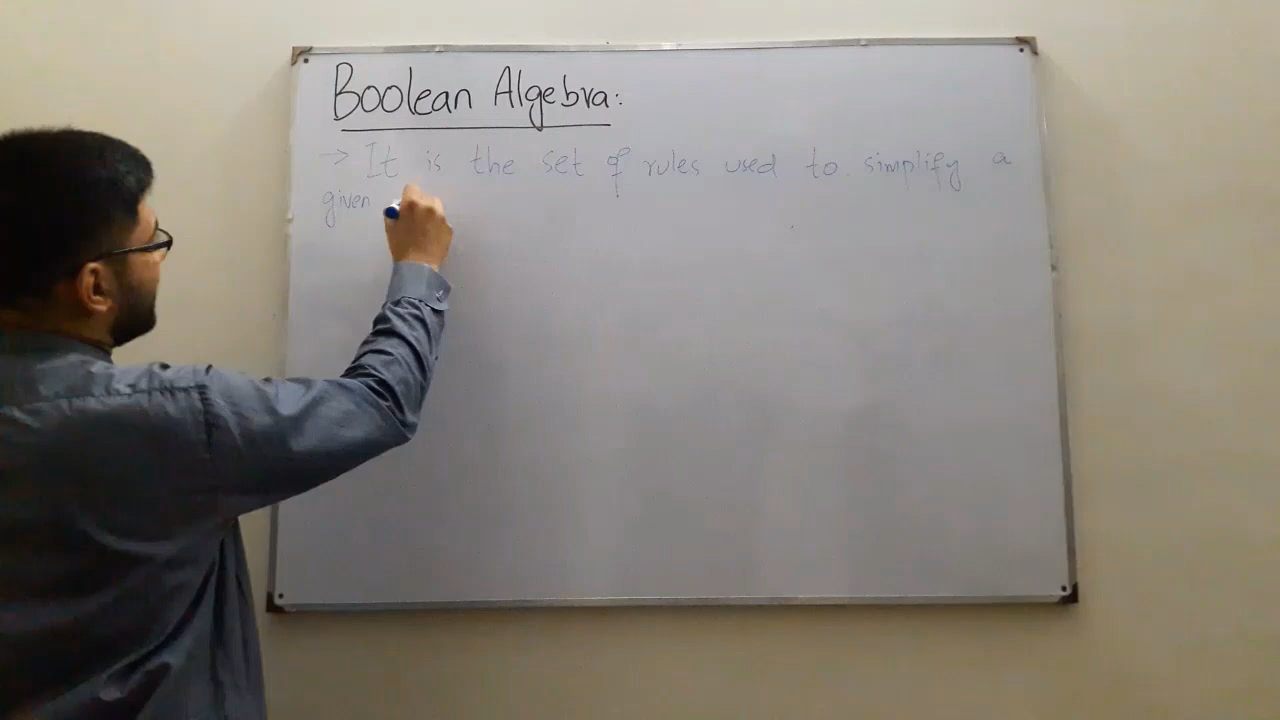 Boolean Algebra:
→ It is the set of rules used to simplify a
given